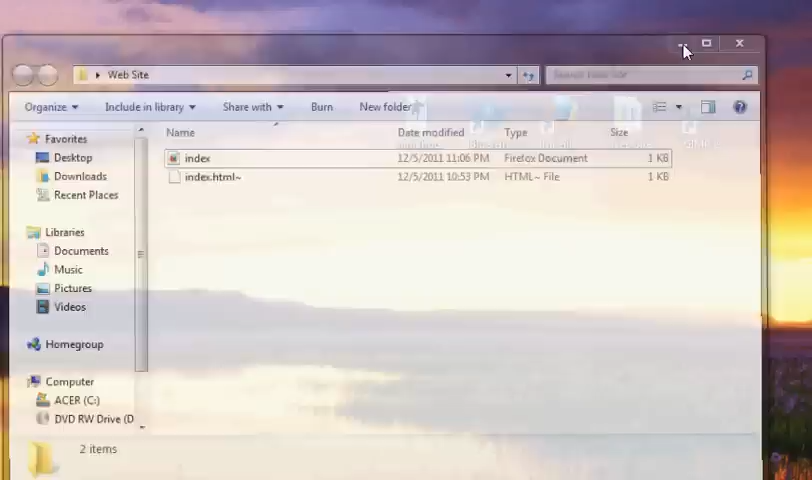 Web Site
Organize
Include in library
Share with
Burn
New folder
Name
Date modified
Type
Size
index
12/5/2011 11:06 PM
Firefox Document
1 KB
index.html~
12/5/2011 10:53 PM
HTML~ File
1 KB
Favorites
Desktop
Downloads
Recent Places
Libraries
Documents
Music
Pictures
Videos
Homegroup
Computer
ACER (C:)
DVD RW Drive (D
2 items